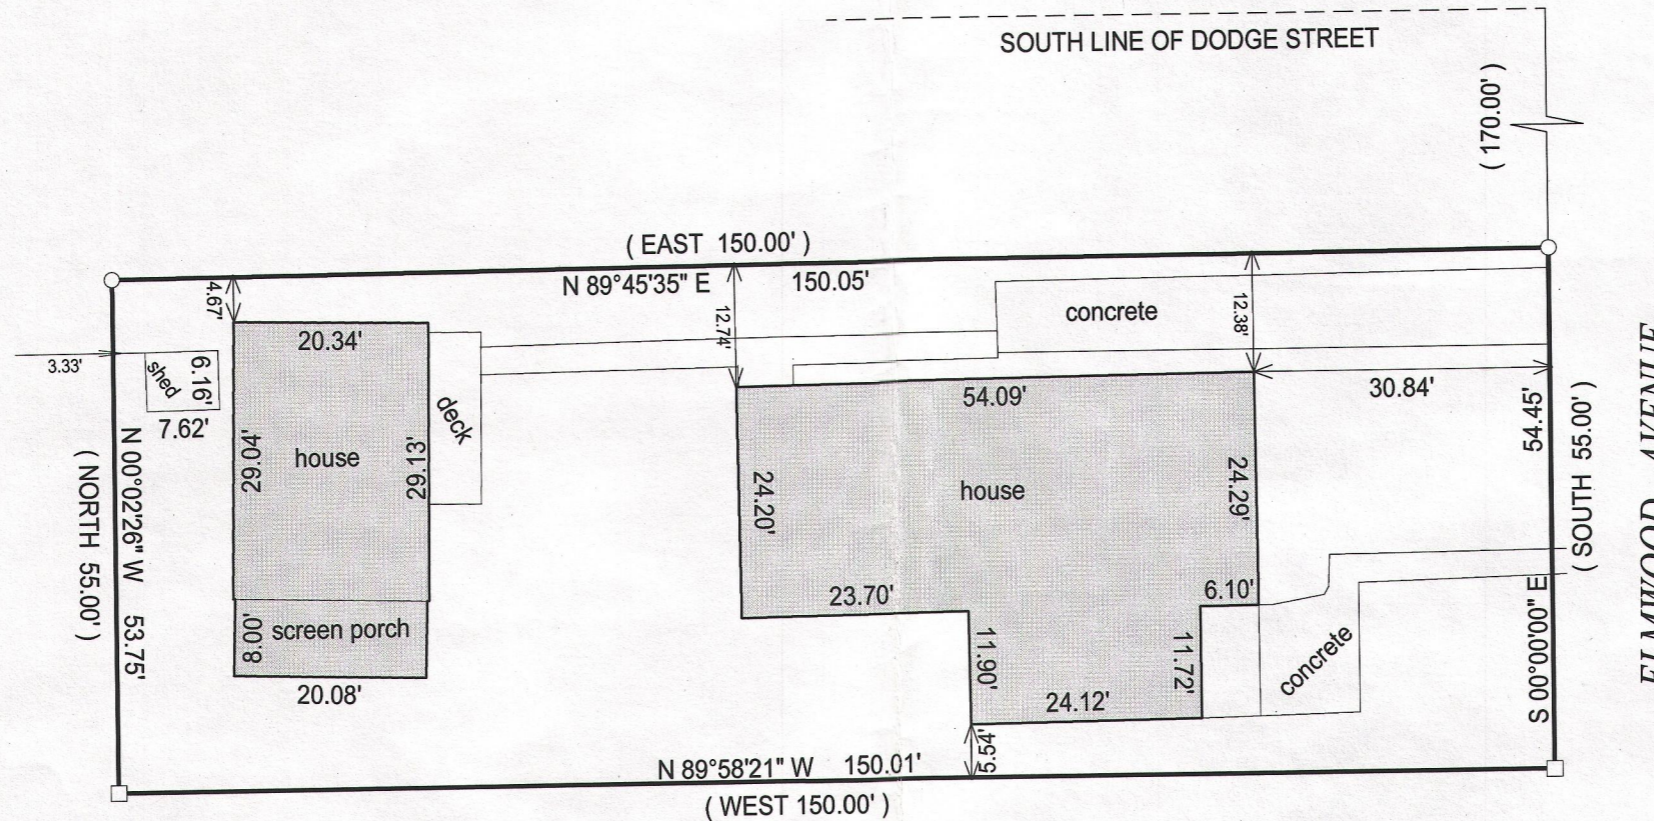 SOUTH LINE OF DODGE STREET
( 170.00' )
( EAST 150.00' )
N 89°45'35" E 150.05'
4.67'
12.74'
12.38'
concrete
20.34'
3.33'
shed
6.16'
7.62'
deck
54.09'
30.84'
54.45'
( SOUTH 55.00' )
S 00°00'00" E
ELMWOOD AVENUE
N 00°02'26" W 53.75'
( NORTH 55.00' )
29.04'
house
29.13'
24.20'
house
24.29'
23.70'
6.10'
8.00'
screen porch
20.08'
11.90'
11.72'
24.12'
concrete
5.54'
N 89°58'21" W 150.01'
( WEST 150.00' )